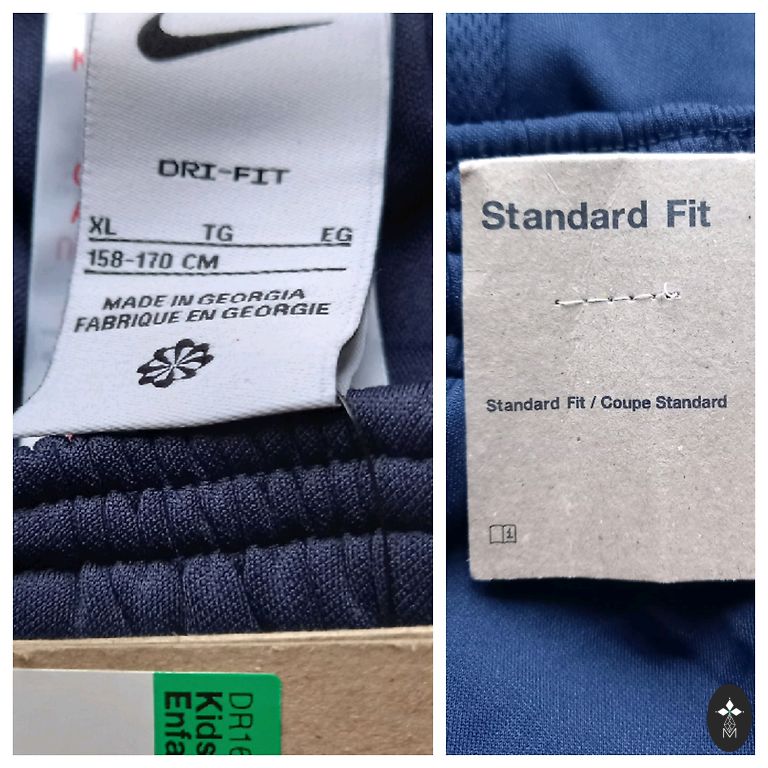 DRI-FIT
XL TG EG
158-170 CM
MADE IN GEORGIA
FABRIQUE EN GEORGIE
DR16
Kids
Enfa
Standard Fit
Standard Fit / Coupe Standard